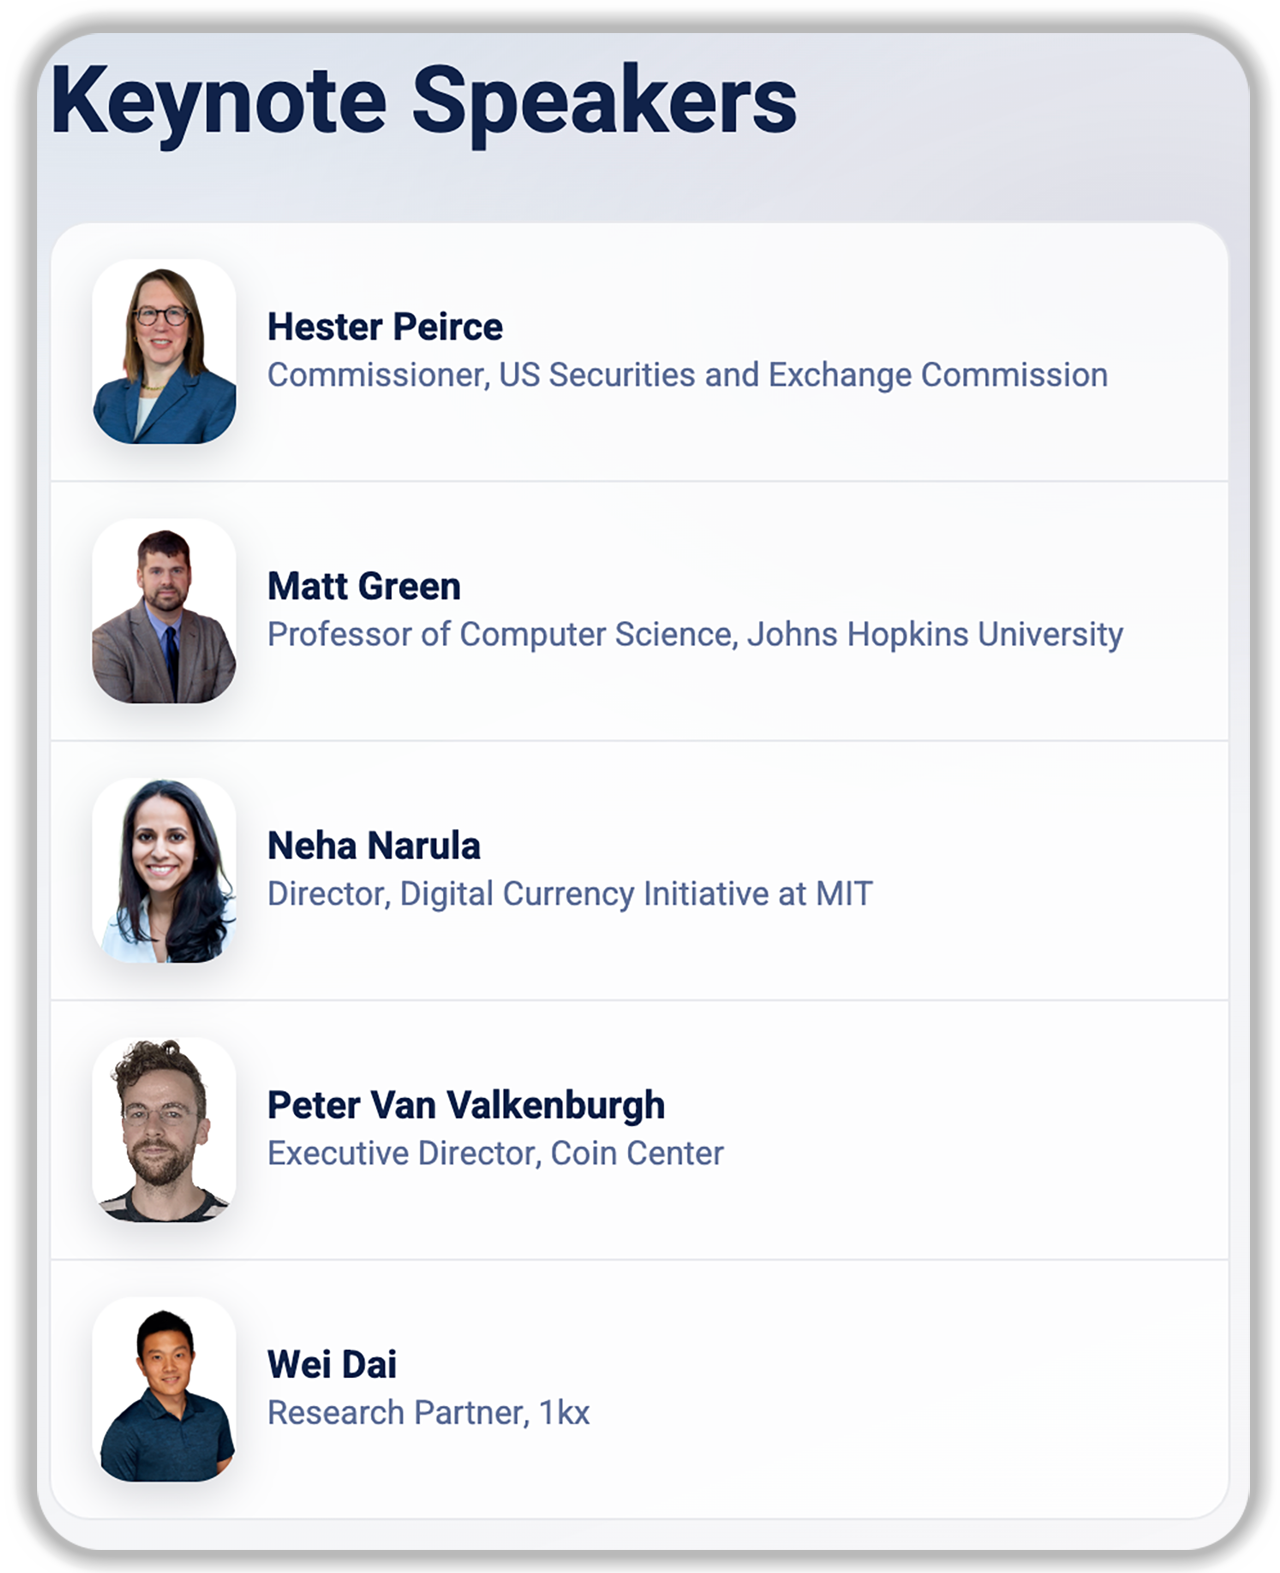 Keynote Speakers
Hester Peirce
Commissioner, US Securities and Exchange Commission
Matt Green
Professor of Computer Science, Johns Hopkins University
Neha Narula
Director, Digital Currency Initiative at MIT
Peter Van Valkenburgh
Executive Director, Coin Center
Wei Dai
Research Partner, 1kx